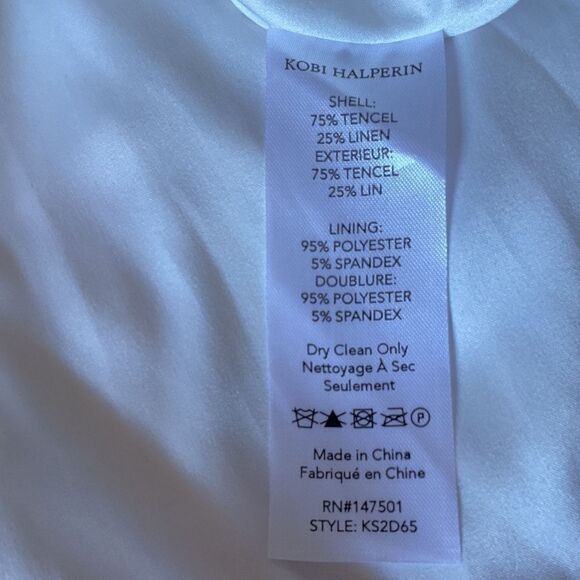 KOBI HALPERIN
SHELL:
75% TENCEL
25% LINEN
EXTERIEUR:
75% TENCEL
25% LIN
LINING:
95% POLYESTER
5% SPANDEX
DOUBLURE:
95% POLYESTER
5% SPANDEX
Dry Clean Only
Nettoyage À Sec
Seulement
P
Made in China
Fabriqué en Chine
RN#147501
STYLE: KS2D65